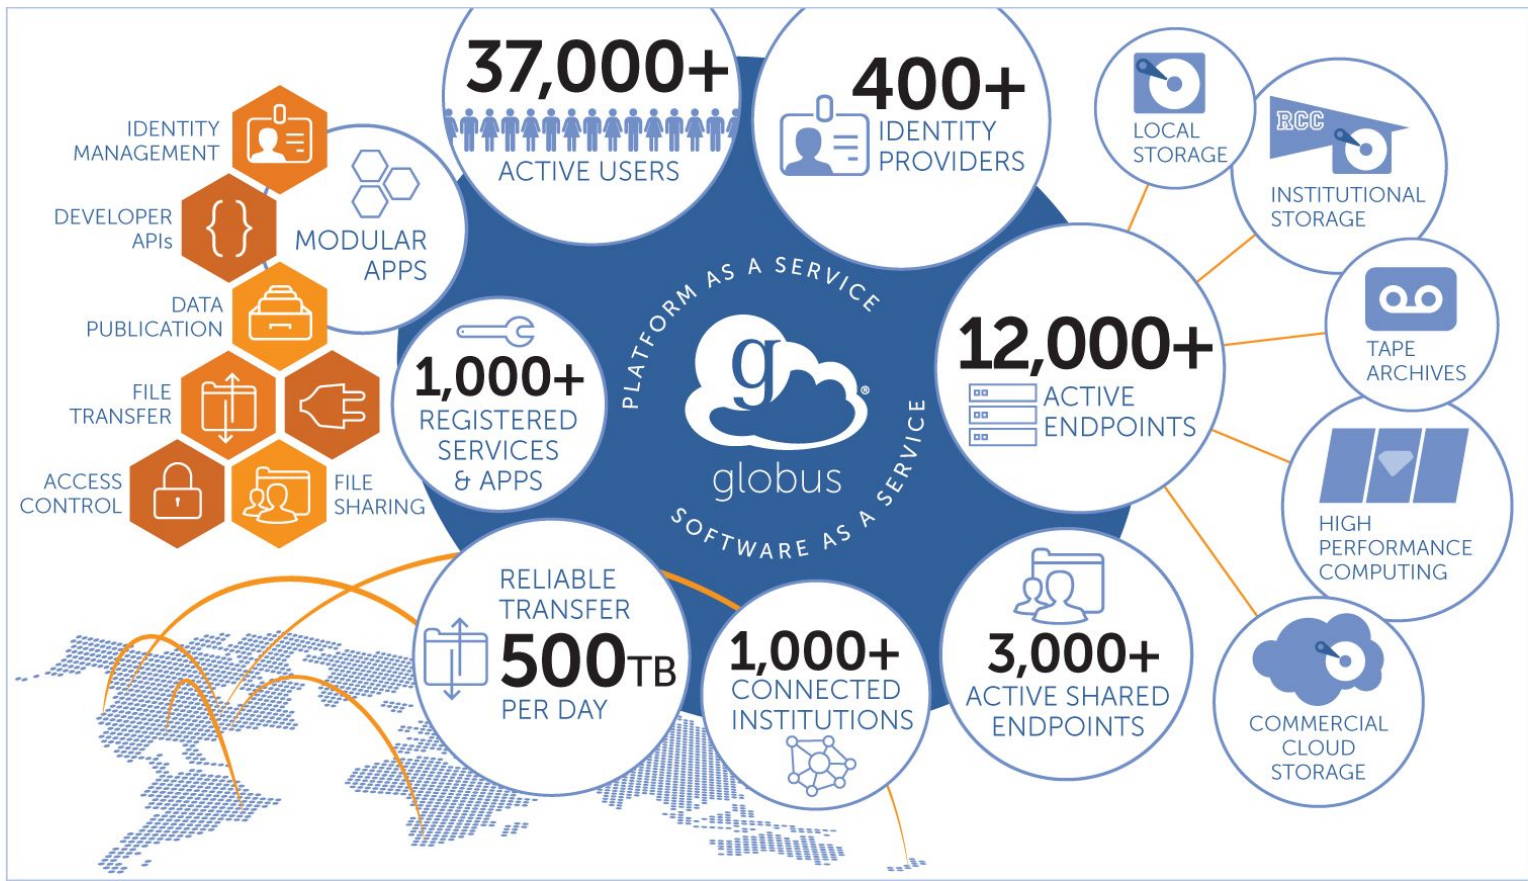 37,000+
ACTIVE USERS
400+
IDENTITY
PROVIDERS
LOCAL
STORAGE
RCC
INSTITUTIONAL
STORAGE
IDENTITY
MANAGEMENT
DEVELOPER
APIs
MODULAR
APPS
DATA
PUBLICATION
FILE
TRANSFER
ACCESS
CONTROL
FILE
SHARING
1,000+
REGISTERED
SERVICES
& APPS
PLATFORM AS A SERVICE
g
®
globus
SOFTWARE AS A SERVICE
12,000+
ACTIVE
ENDPOINTS
TAPE
ARCHIVES
HIGH
PERFORMANCE
COMPUTING
COMMERCIAL
CLOUD
STORAGE
RELIABLE
TRANSFER
500TB
PER DAY
1,000+
CONNECTED
INSTITUTIONS
3,000+
ACTIVE SHARED
ENDPOINTS